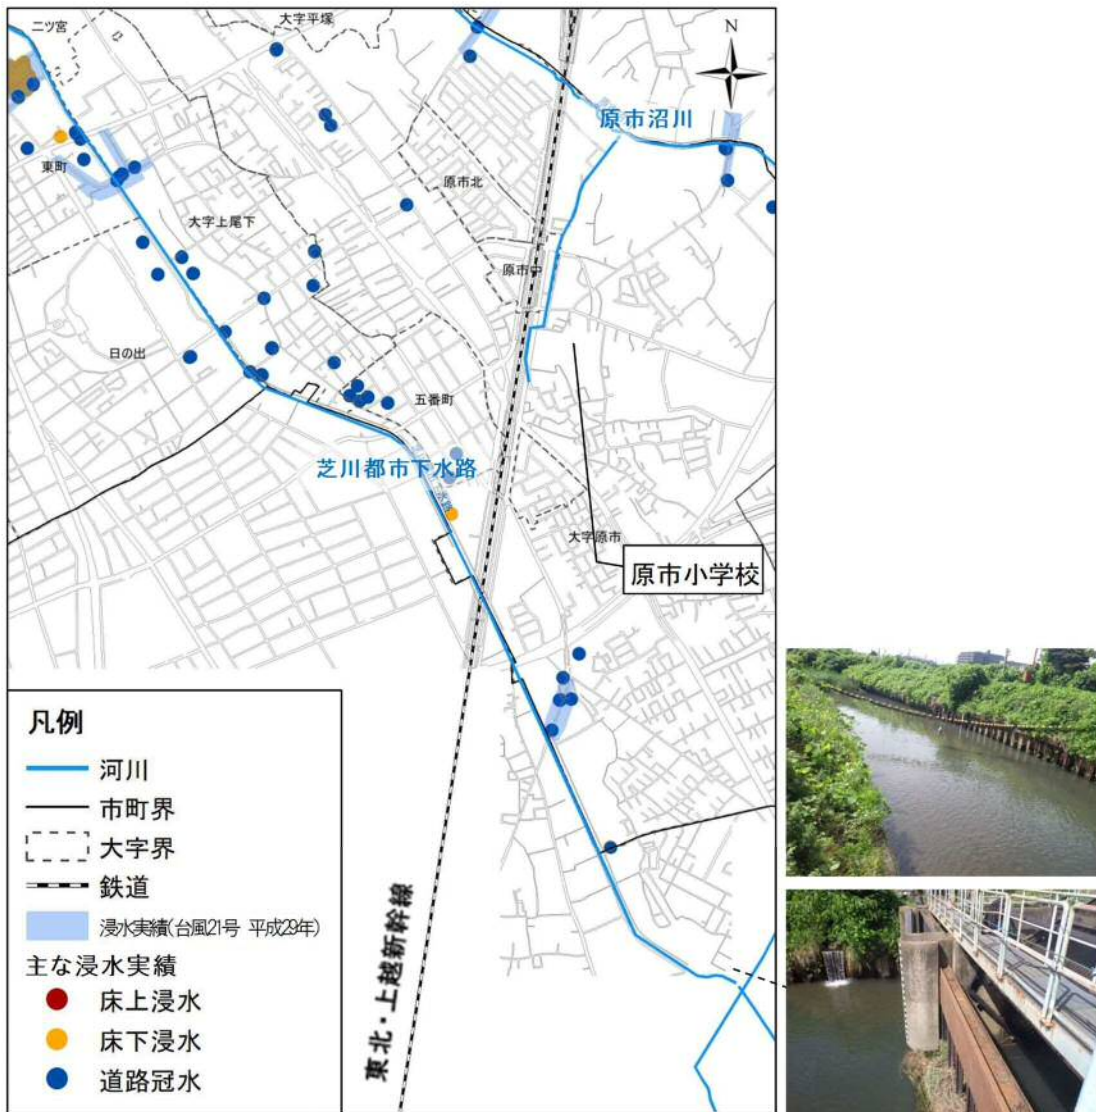 二ツ宮
大字平塚
N
原市沼川
東町
原市北
大字上尾下
原市中
日の出
五番町
芝川都市下水路
大字原市
原市小学校
凡例
河川
市町界
大字界
鉄道
浸水実績(台風21号 平成29年)
主な浸水実績
床上浸水
床下浸水
道路冠水
東北・上越新幹線